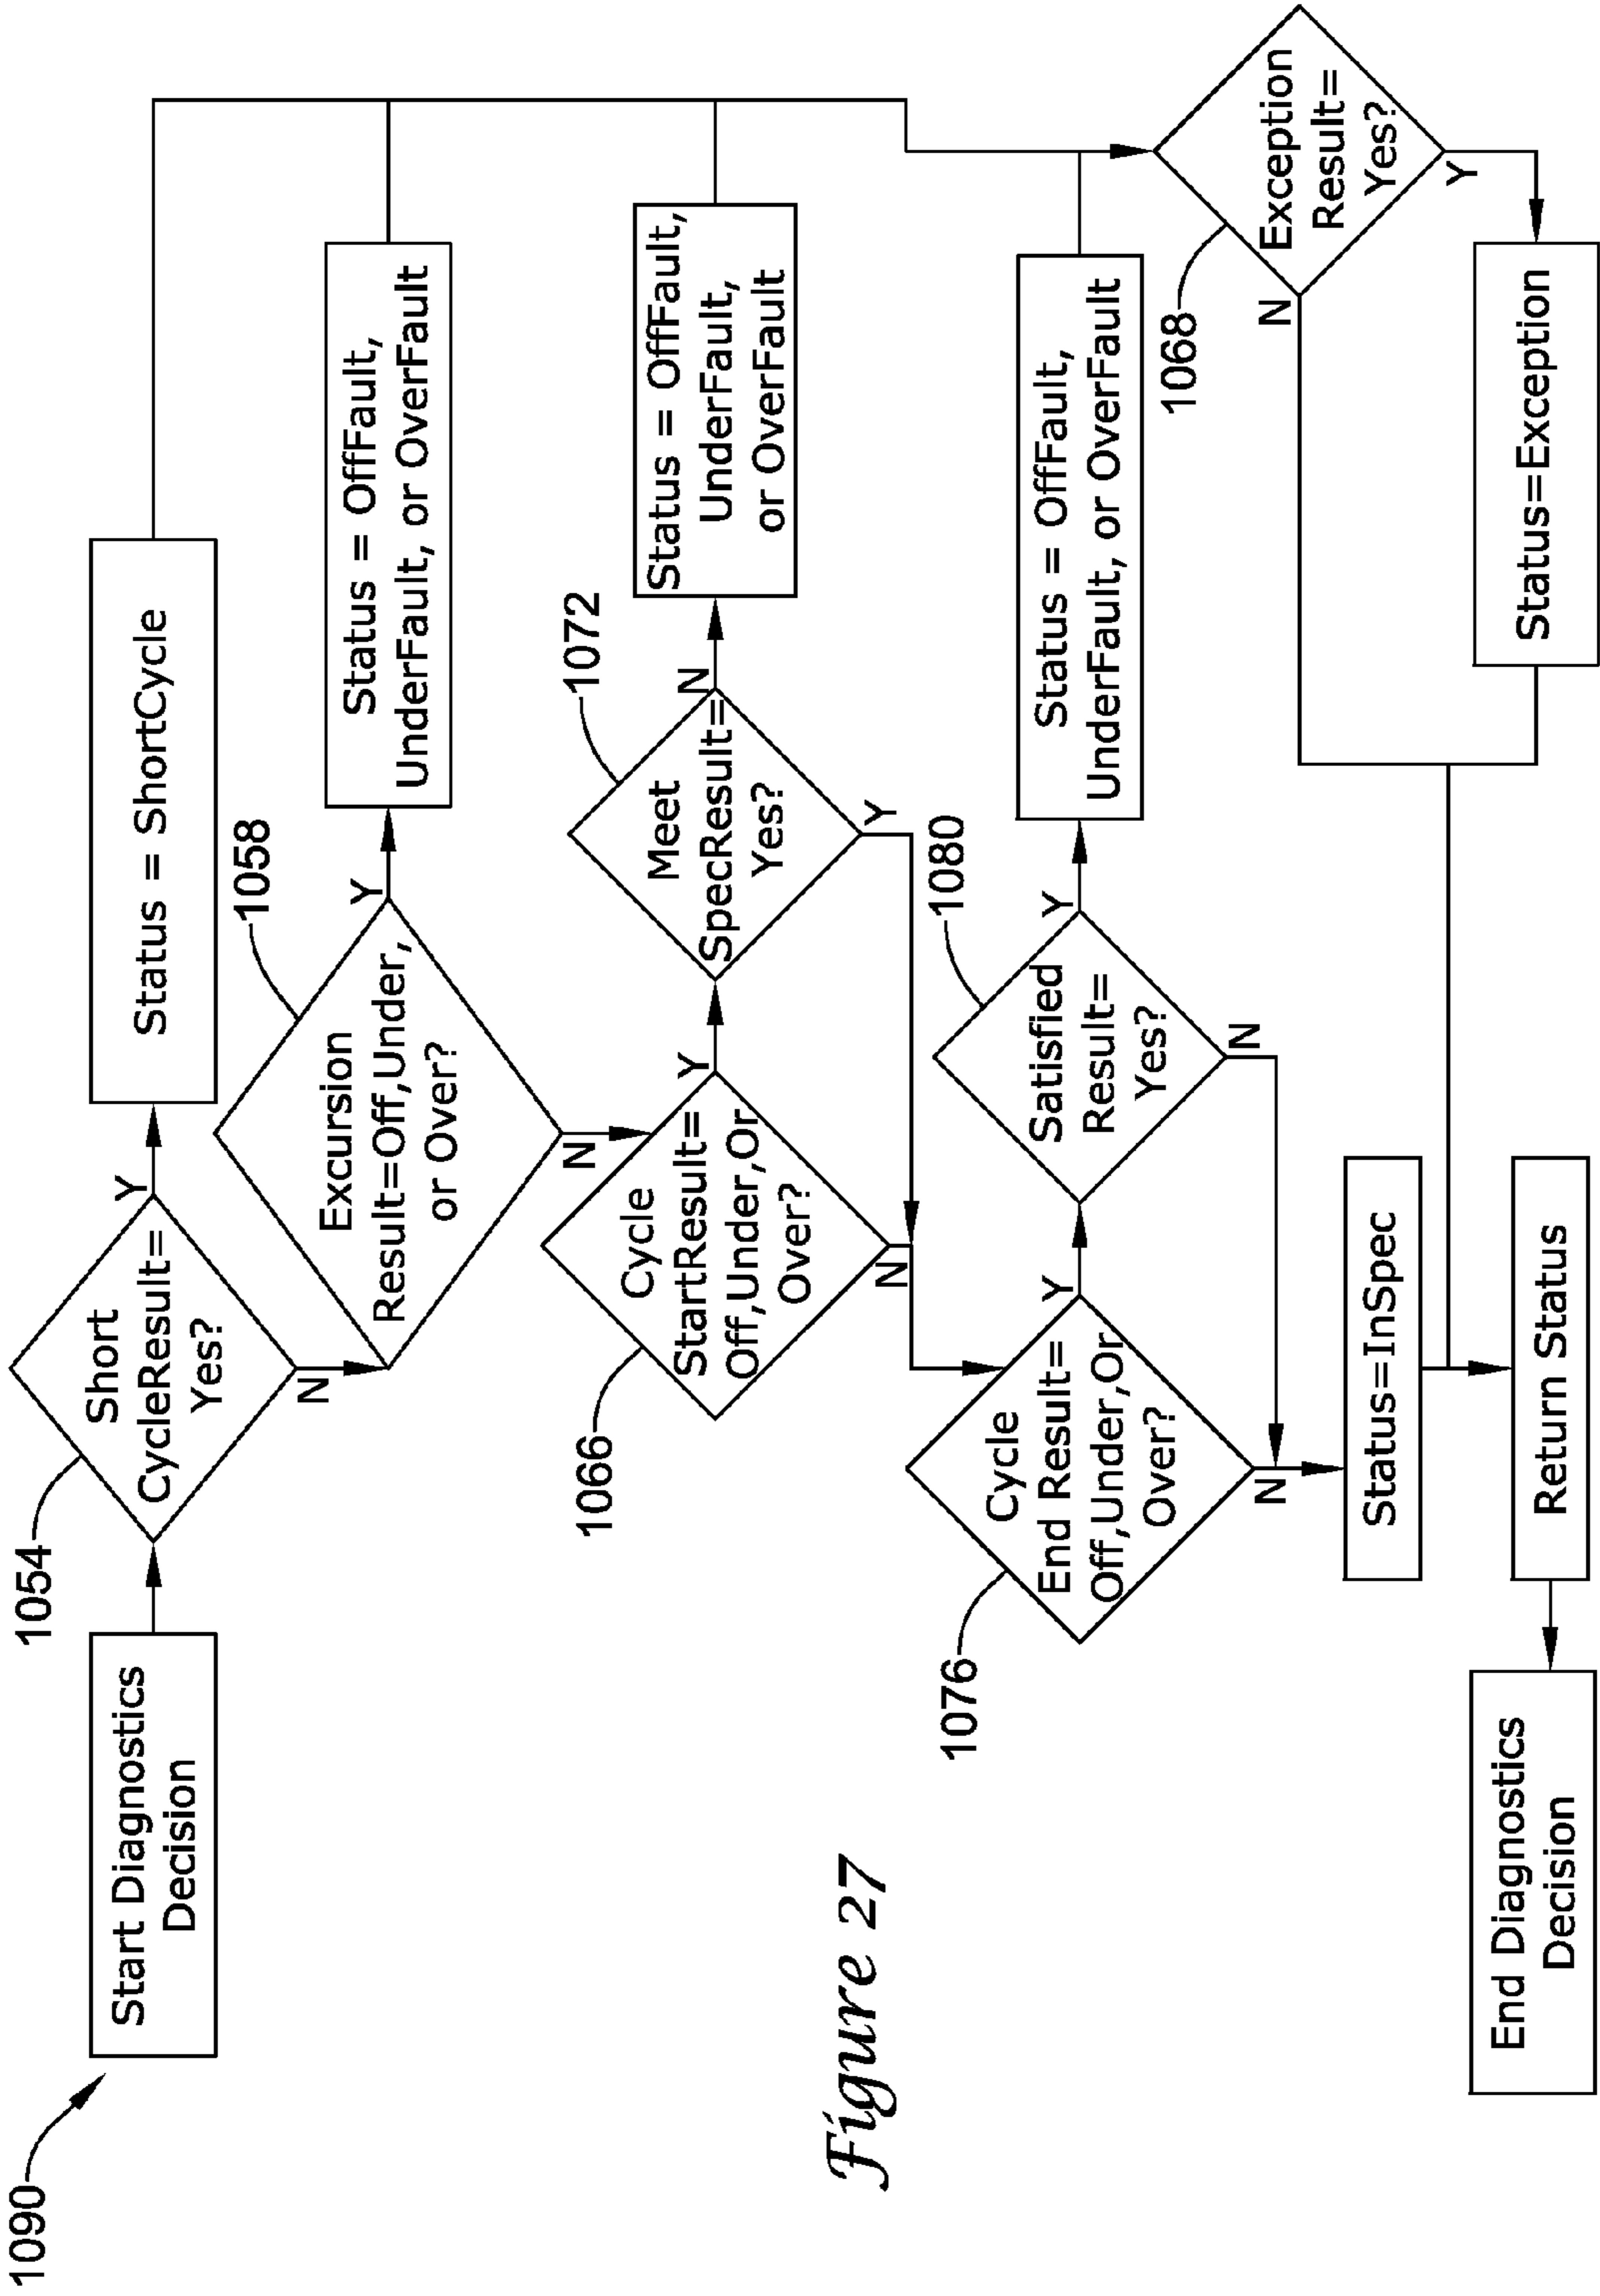 1090
Start Diagnostics
Decision
1054
Short
CycleResult=
Yes?
Y
N
Status = ShortCycle
1058
Excursion
Result=Off,Under,
or Over?
Y
N
Status = OffFault,
UnderFault, or OverFault
1066
Cycle
StartResult=
Off,Under,Or
Over?
Y
N
1072
Meet
SpecResult=
Yes?
N
Y
Status = OffFault,
UnderFault,
or OverFault
1076
Cycle
End Result=
Off,Under,Or
Over?
Y
N
1080
Satisfied
Result=
Yes?
Y
N
Status = OffFault,
UnderFault, or OverFault
1068
Exception
Result=
Yes?
N
Y
Status=InSpec
Status=Exception
Return Status
End Diagnostics
Decision
Figure 27